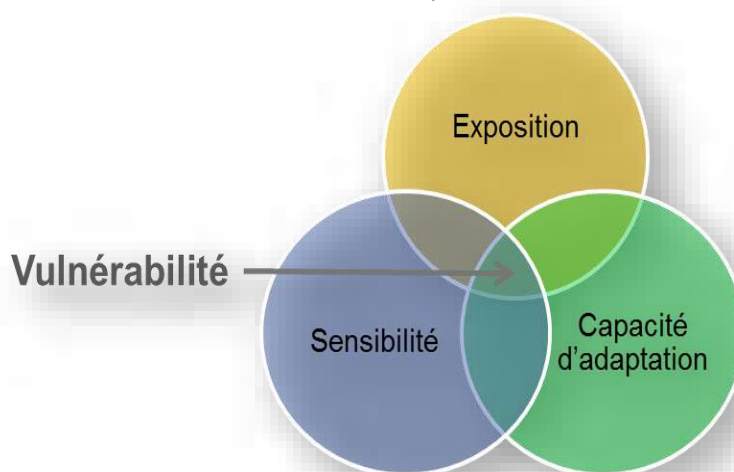 Exposition
Vulnérabilité
Sensibilité
Capacité
d'adaptation